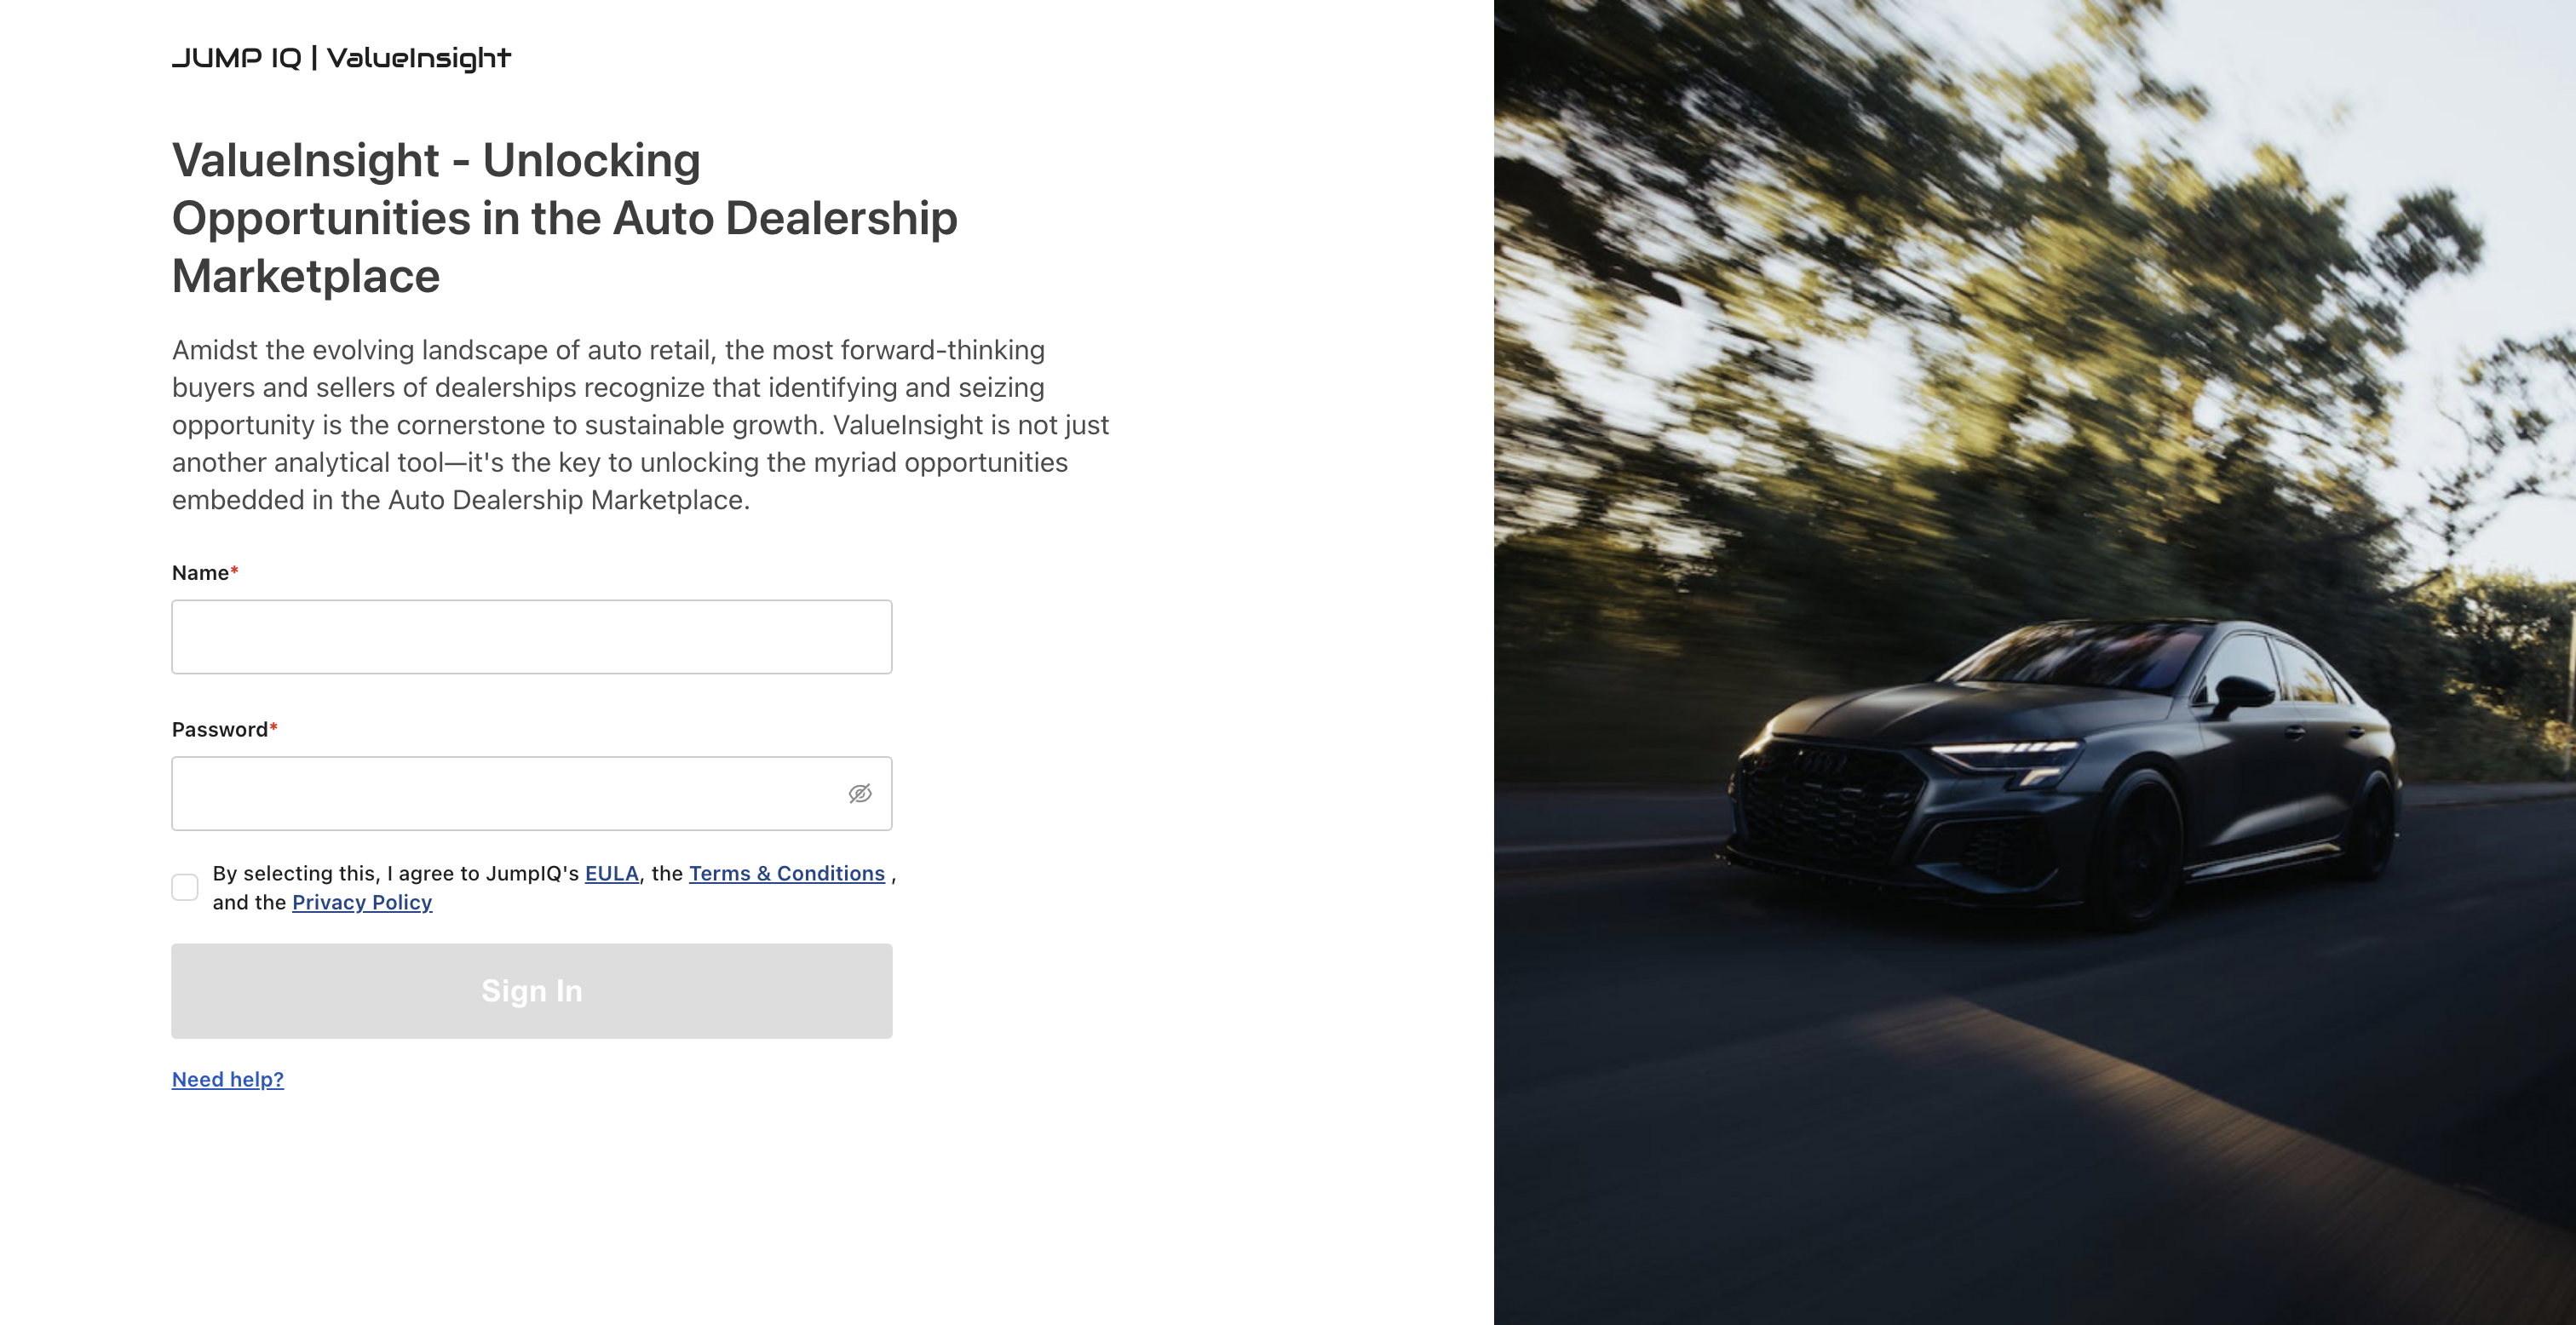 JUMP IQ | ValueInsight
ValueInsight - Unlocking
Opportunities in the Auto Dealership
Marketplace
Amidst the evolving landscape of auto retail, the most forward-thinking
buyers and sellers of dealerships recognize that identifying and seizing
opportunity is the cornerstone to sustainable growth. ValueInsight is not just
another analytical tool—it's the key to unlocking the myriad opportunities
embedded in the Auto Dealership Marketplace.
Name*
Password*
By selecting this, I agree to JumpIQ's EULA, the Terms & Conditions ,
and the Privacy Policy
Sign In
Need help?